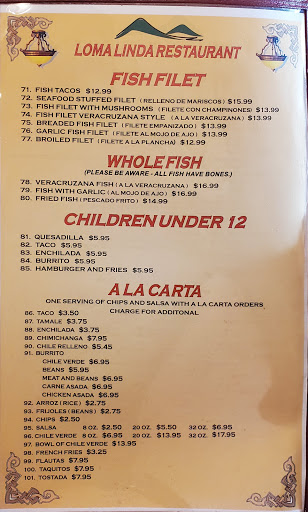 LOMA LINDA RESTAURANT
FISH FILET
71. FISH TACOS $12.99
72. SEAFOOD STUFFED FILET ( RELLENO DE MARISCOS ) $15.99
73. FISH FILET WITH MUSHROOMS ( FILETE CON CHAMPINONES) $13.99
74. FISH FILET VERACRUZANA STYLE ( A LA VERACRUZANA ) $13.99
75. BREADED FISH FILET ( FILETE EMPANIZADO ) $13.99
76. GARLIC FISH FILET ( FILETE AL MOJO DE AJO ) $13.99
77. BROILED FILET ( FILETE A LA PLANCHA) $12.99
WHOLE FISH
(PLEASE BE AWARE - ALL FISH HAVE BONES.)
78. VERACRUZANA FISH ( A LA VERACRUZANA ) $16.99
79. FISH WITH GARLIC ( AL MOJO DE AJO ) $16.99
80. FRIED FISH ( PESCADO FRITO ) $14.99
CHILDREN UNDER 12
81. QUESADILLA $5.95
82. TACO $5.95
83. ENCHILADA $5.95
84. BURRITO $5.95
85. HAMBURGER AND FRIES $5.95
A LA CARTA
ONE SERVING OF CHIPS AND SALSA WITH A LA CARTA ORDERS
CHARGE FOR ADDITONAL
86. TACO $3.50
87. TAMALE $3.75
88. ENCHILADA $3.75
89. CHIMICHANGA $7.95
90. CHILE RELLENO $5.45
91. BURRITO
CHILE VERDE $6.95
BEANS $5.95
MEAT AND BEANS $6.95
CARNE ASADA $6.95
CHICKEN ASADA $6.95
92. ARROZ ( RICE ) $2.75
93. FRIJOLES ( BEANS ) $2.75
94. CHIPS $2.50
95. SALSA 8 OZ $2.50 20 OZ $5.50 32 OZ $6.95
96. CHILE VERDE 8 OZ $6.95 20 OZ $13.95 32 OZ $17.95
97. BOWL OF CHILE VERDE $13.95
98. FRENCH FRIES $3.25
99. FLAUTAS $7.95
100. TAQUITOS $7.95
101. TOSTADA $7.95